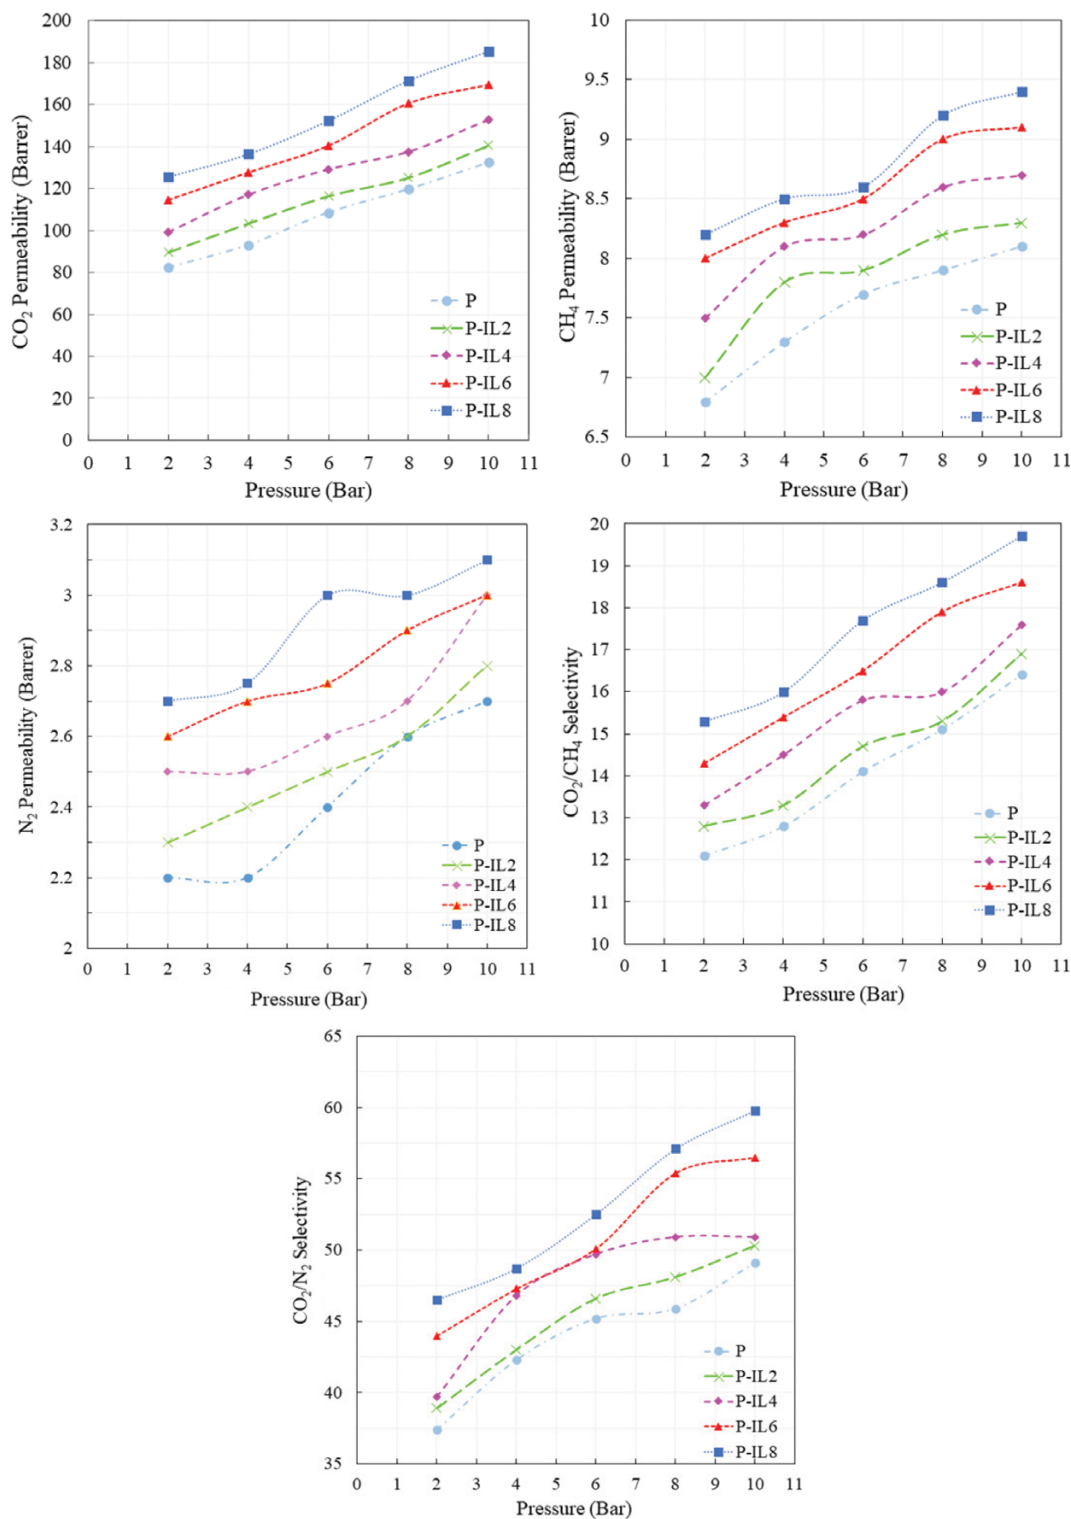 200
180
160
140
120
100
80
60
40
20
0
CO₂ Permeability (Barrer)
P
P-IL2
P-IL4
P-IL6
P-IL8
0 1 2 3 4 5 6 7 8 9 10 11
Pressure (Bar)
10
9.5
9
8.5
8
7.5
7
6.5
CH₄ Permeability (Barrer)
P
P-IL2
P-IL4
P-IL6
P-IL8
0 1 2 3 4 5 6 7 8 9 10 11
Pressure (Bar)
3.2
3
2.8
2.6
2.4
2.2
2
N₂ Permeability (Barrer)
P
P-IL2
P-IL4
P-IL6
P-IL8
0 1 2 3 4 5 6 7 8 9 10 11
Pressure (Bar)
20
19
18
17
16
15
14
13
12
11
10
CO₂/CH₄ Selectivity
P
P-IL2
P-IL4
P-IL6
P-IL8
0 1 2 3 4 5 6 7 8 9 10 11
Pressure (Bar)
65
60
55
50
45
40
35
CO₂/N₂ Selectivity
P
P-IL2
P-IL4
P-IL6
P-IL8
0 1 2 3 4 5 6 7 8 9 10 11
Pressure (Bar)